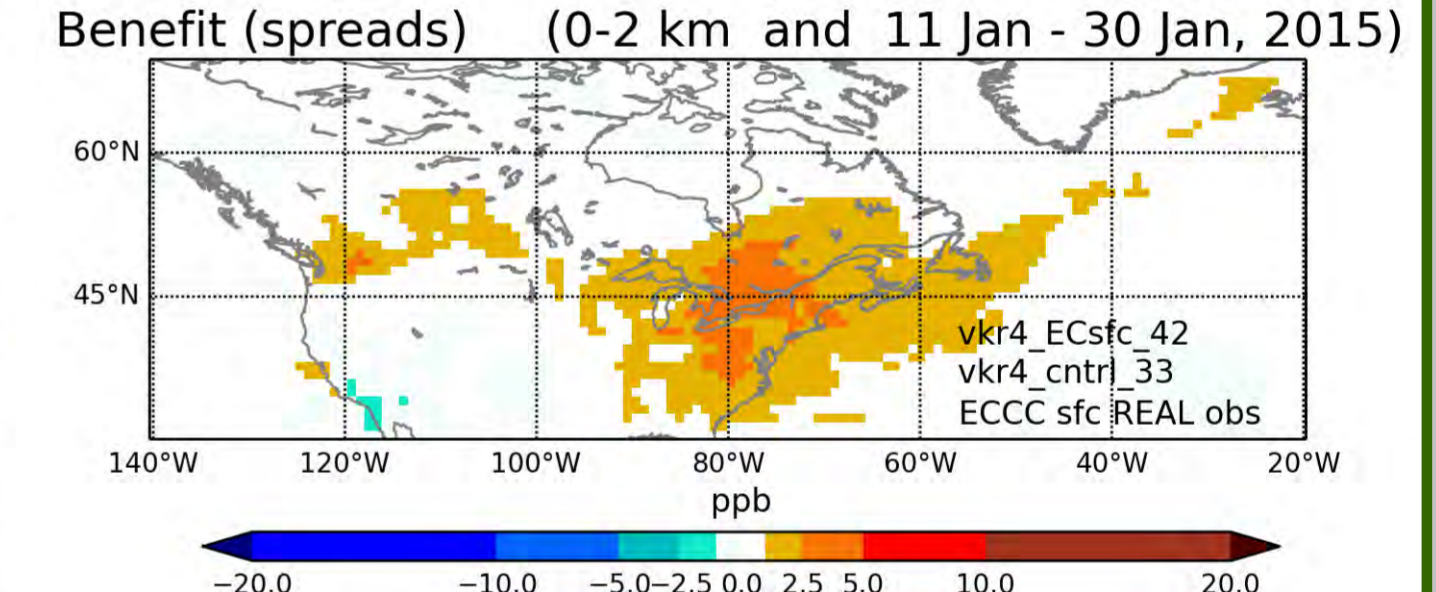 Benefit (spreads) (0-2 km and 11 Jan - 30 Jan, 2015)
60°N
45°N
vkr4_ECsfc_42
vkr4_cntrl_33
ECCC sfc REAL obs
140°W 120°W 100°W 80°W 60°W 40°W 20°W
ppb
−20.0 −10.0 −5.0−2.5 0.0 2.5 5.0 10.0 20.0